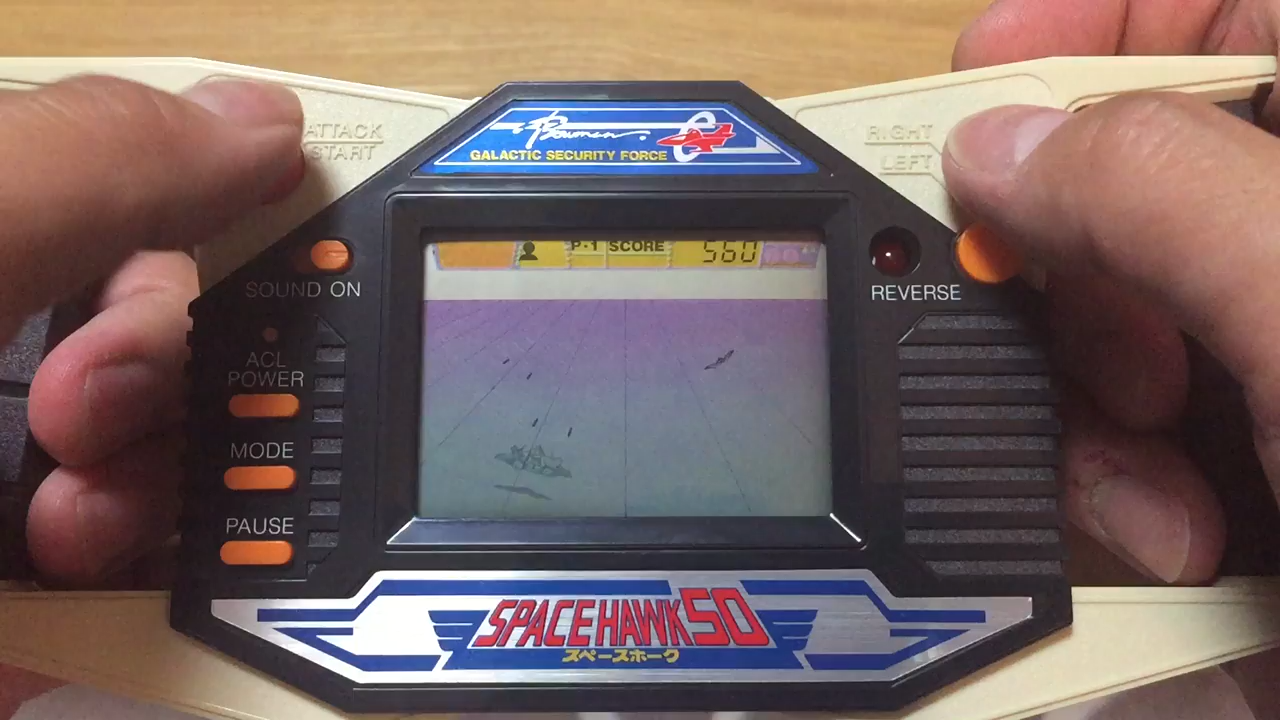 ATTACK
START
RIGHT
LEFT
Bowman
GALACTIC SECURITY FORCE
P-1 SCORE 560
SOUND ON
REVERSE
ACL
POWER
MODE
PAUSE
SPACEHAWK50
スペースホーク